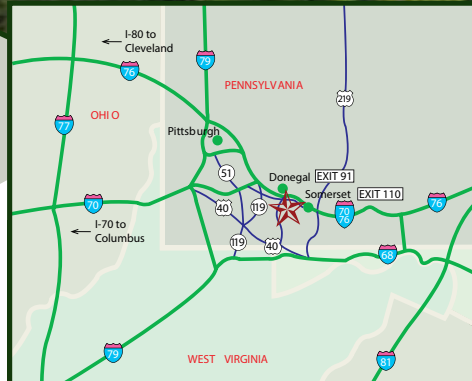 I-80 to
Cleveland
79
76
PENNSYLVANIA
219
OHIO
77
Pittsburgh
51
Donegal EXIT 91
Somerset EXIT 110
70
40
119
70
76
76
I-70 to
Columbus
119
40
68
79
WEST VIRGINIA
81